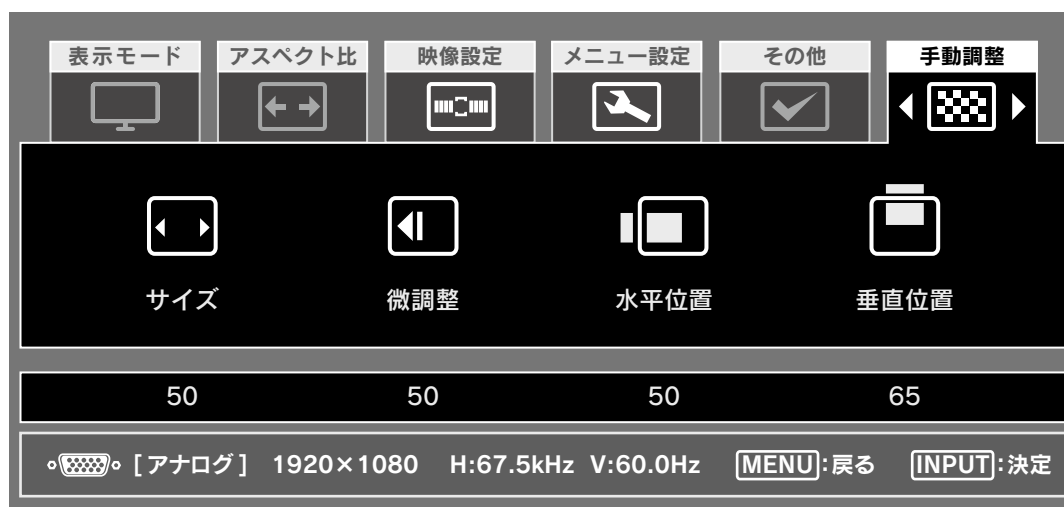 表示モード アスペクト比 映像設定 メニュー設定 その他 手動調整
サイズ 微調整 水平位置 垂直位置
50 50 50 65
[アナログ] 1920×1080 H:67.5kHz V:60.0Hz MENU:戻る INPUT:決定